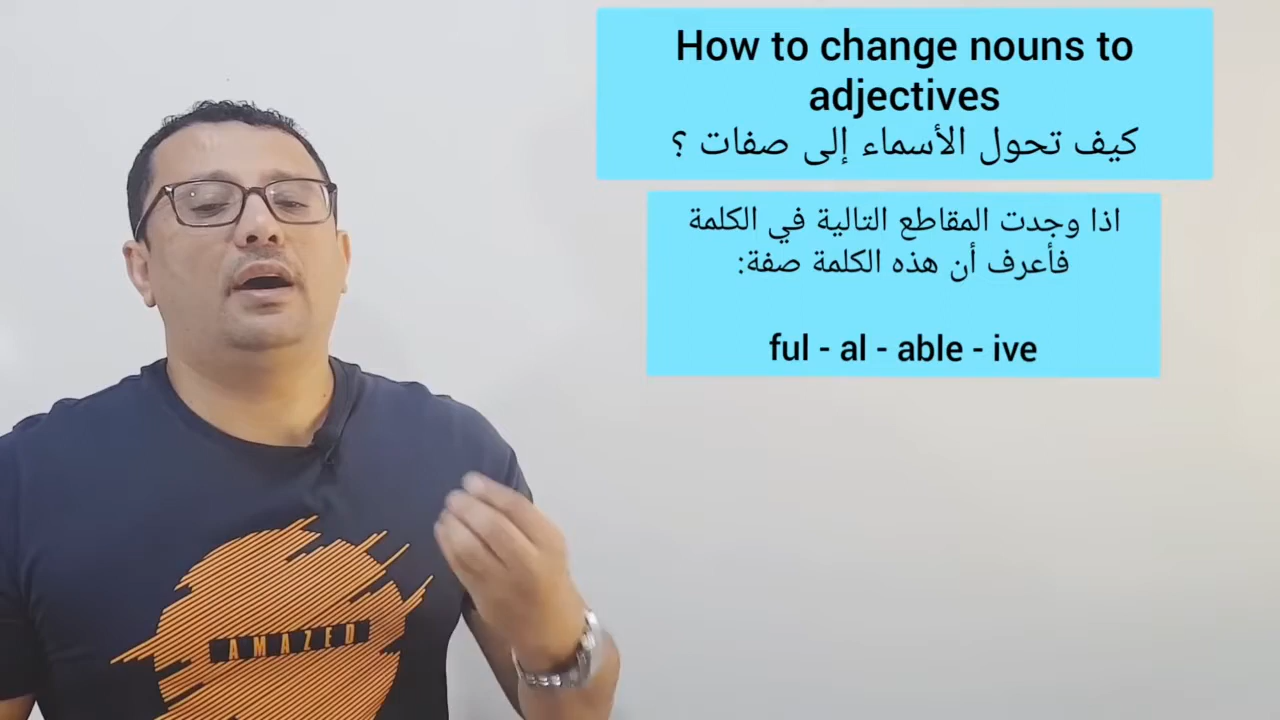 How to change nouns to
adjectives
كيف تحول الأسماء إلى صفات ؟
اذا وجدت المقاطع التالية في الكلمة
فأعرف أن هذه الكلمة صفة:
ful - al - able - ive
AMAZED